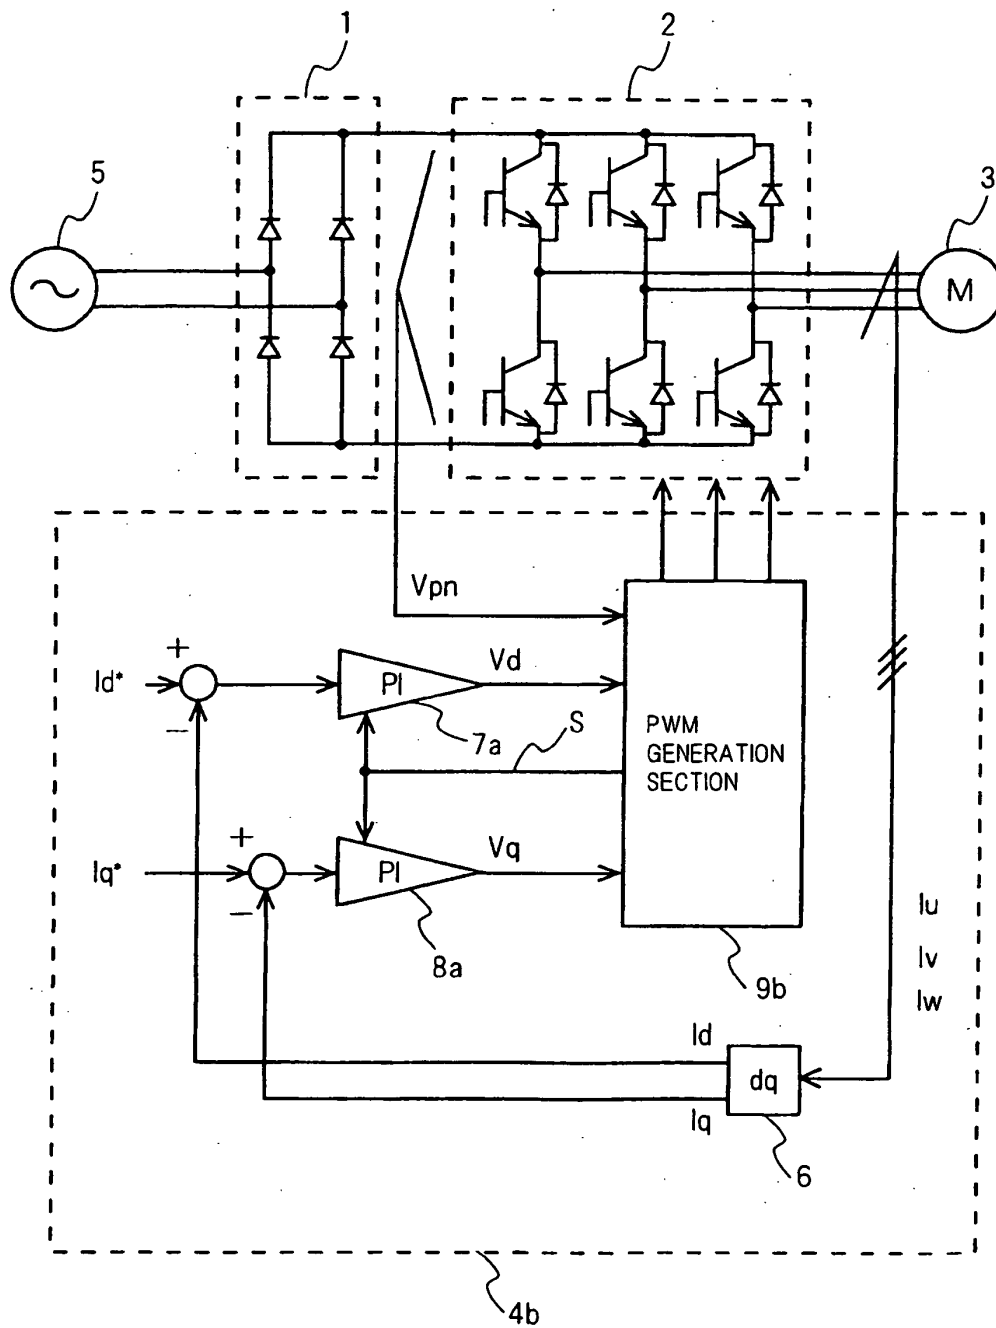 1
2
5
3
M
Vpn
+
Id*
PI
Vd
−
7a
S
PWM
GENERATION
SECTION
+
Iq*
PI
Vq
−
8a
9b
Iu
Iv
Iw
Id
dq
Iq
6
4b